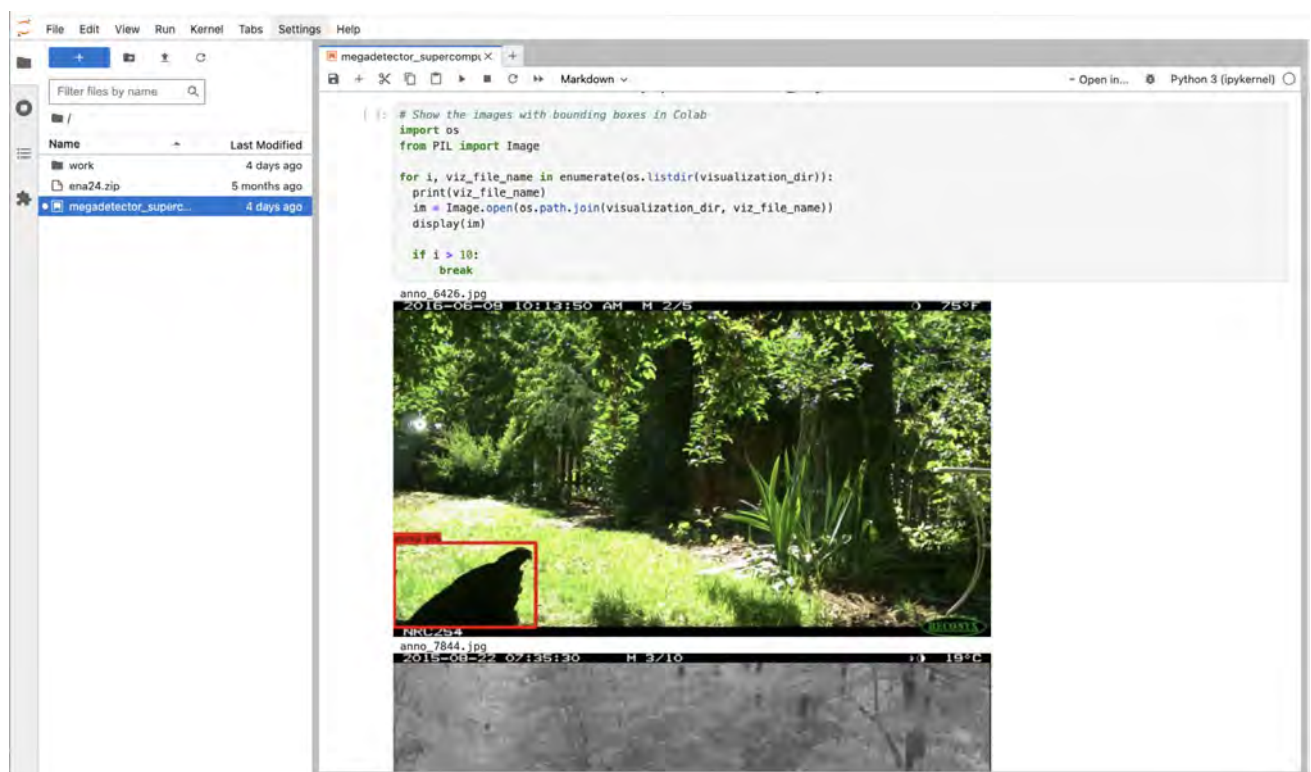 File Edit View Run Kernel Tabs Settings Help
megadetector_supercompu
Markdown
Open in...
Python 3 (ipykernel)
Filter files by name
/
Name Last Modified
work 4 days ago
ena24.zip 5 months ago
megadetector_superc... 4 days ago
[ ]: # Show the images with bounding boxes in Colab
import os
from PIL import Image
for i, viz_file_name in enumerate(os.listdir(visualization_dir)):
print(viz_file_name)
im = Image.open(os.path.join(visualization_dir, viz_file_name))
display(im)
if i > 10:
break
anno_6426.jpg
2016-06-09 10:13:50 AM M 2/5 75°F
NRC254
RECONYX
anno_7844.jpg
2015-08-22 07:35:30 M 3/10 19°C